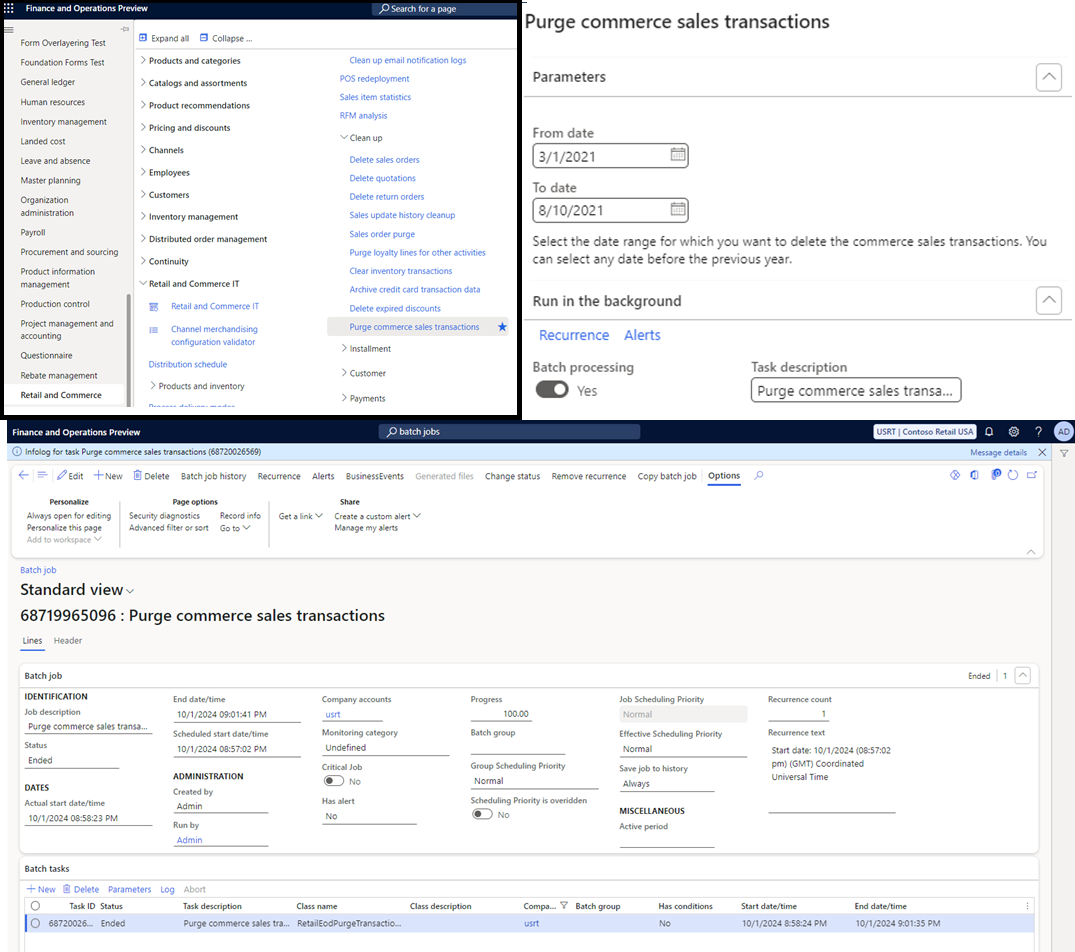 Finance and Operations Preview
Search for a page
Form Overlayering Test
Foundation Forms Test
General ledger
Human resources
Inventory management
Landed cost
Leave and absence
Master planning
Organization
administration
Payroll
Procurement and sourcing
Product information
management
Production control
Project management and
accounting
Questionnaire
Rebate management
Retail and Commerce
Expand all
Collapse ...
Products and categories
Catalogs and assortments
Product recommendations
Pricing and discounts
Channels
Employees
Customers
Inventory management
Distributed order management
Continuity
Retail and Commerce IT
Retail and Commerce IT
Channel merchandising
configuration validator
Distribution schedule
Products and inventory
Process delivery modes
Clean up email notification logs
POS redeployment
Sales item statistics
RFM analysis
Clean up
Delete sales orders
Delete quotations
Delete return orders
Sales update history cleanup
Sales order purge
Purge loyalty lines for other activities
Clear inventory transactions
Archive credit card transaction data
Delete expired discounts
Purge commerce sales transactions
Installment
Customer
Payments
Purge commerce sales transactions
Parameters
From date
3/1/2021
To date
8/10/2021
Select the date range for which you want to delete the commerce sales transactions. You
can select any date before the previous year.
Run in the background
Recurrence Alerts
Batch processing
Yes
Task description
Purge commerce sales transa...
Finance and Operations Preview
batch jobs
USRT | Contoso Retail USA
? AD
Infolog for task Purge commerce sales transactions (68720026569)
Message details
Edit New Delete Batch job history Recurrence Alerts BusinessEvents Generated files Change status Remove recurrence Copy batch job Options
0
Personalize
Always open for editing
Personalize this page
Add to workspace
Page options
Security diagnostics Record info
Advanced filter or sort Go to
Get a link
Share
Create a custom alert
Manage my alerts
Batch job
Standard view
68719965096 : Purge commerce sales transactions
Lines Header
Batch job
Ended 1
IDENTIFICATION
Job description
Purge commerce sales transa...
Status
Ended
DATES
Actual start date/time
10/1/2024 08:58:23 PM
End date/time
10/1/2024 09:01:41 PM
Scheduled start date/time
10/1/2024 08:57:02 PM
ADMINISTRATION
Created by
Admin
Run by
Admin
Company accounts
usrt
Monitoring category
Undefined
Critical Job
No
Has alert
No
Progress
100.00
Batch group
Group Scheduling Priority
Normal
Scheduling Priority is overidden
No
Job Scheduling Priority
Normal
Effective Scheduling Priority
Normal
Save job to history
Always
MISCELLANEOUS
Active period
Recurrence count
1
Recurrence text
Start date: 10/1/2024 (08:57:02
pm) (GMT) Coordinated
Universal Time
Batch tasks
New Delete Parameters Log Abort
Task ID Status Task description Class name Class description Compa... Batch group Has conditions Start date/time End date/time
68720026... Ended Purge commerce sales tra... RetailEodPurgeTransactio... usrt No 10/1/2024 8:58:24 PM 10/1/2024 9:01:35 PM